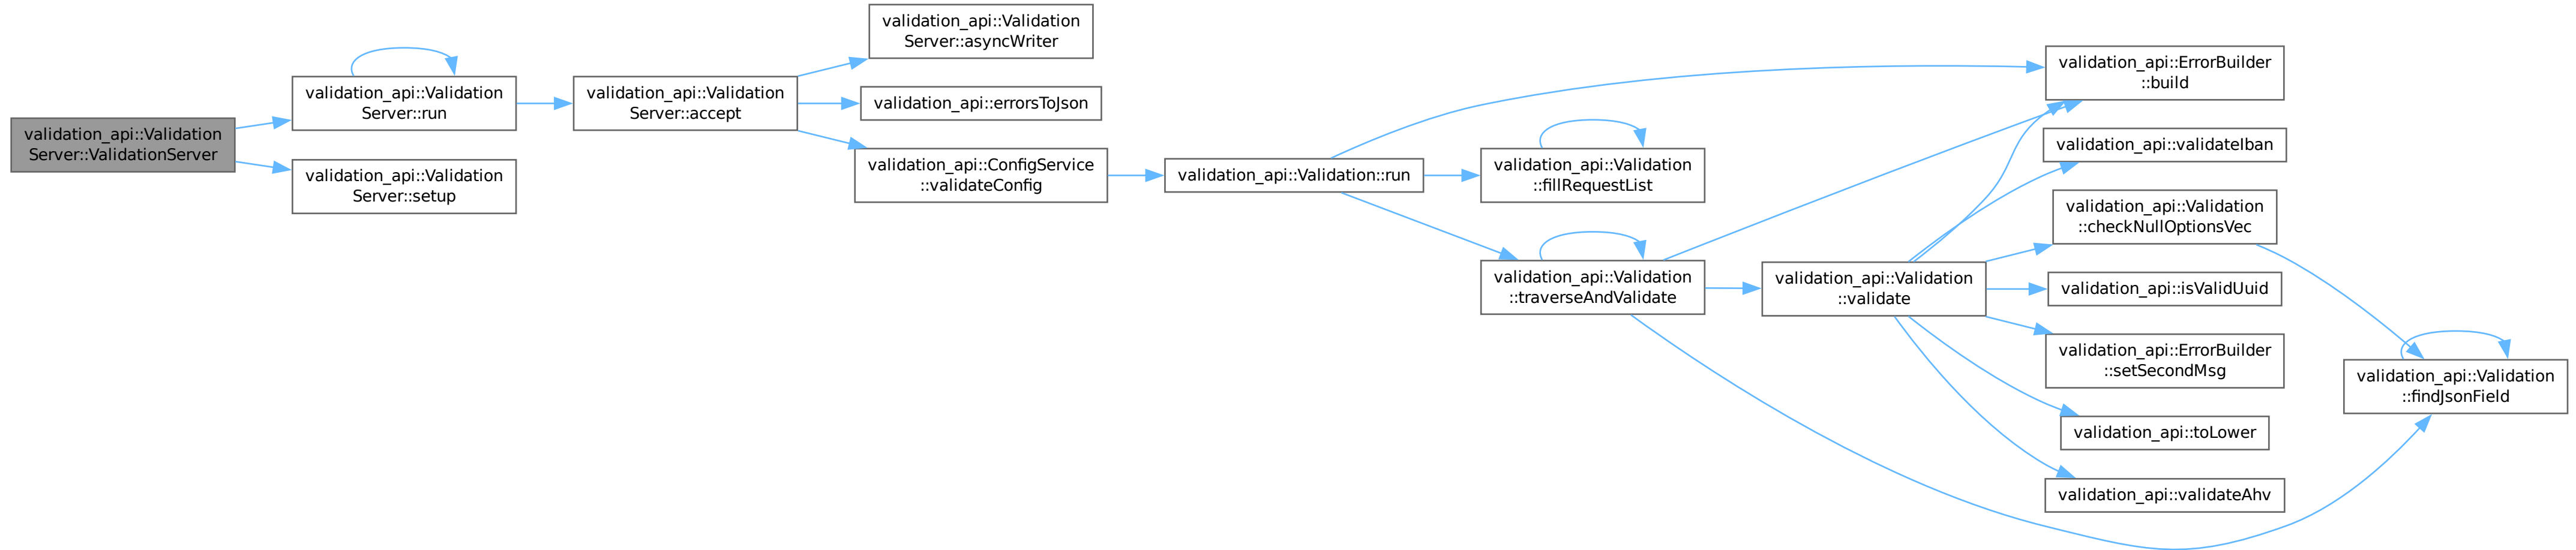 validation_api::Validation
Server::ValidationServer
validation_api::Validation
Server::run
validation_api::Validation
Server::setup
validation_api::Validation
Server::accept
validation_api::Validation
Server::asyncWriter
validation_api::errorsToJson
validation_api::ConfigService
::validateConfig
validation_api::Validation::run
validation_api::Validation
::fillRequestList
validation_api::Validation
::traverseAndValidate
validation_api::Validation
::validate
validation_api::ErrorBuilder
::build
validation_api::validateIban
validation_api::Validation
::checkNullOptionsVec
validation_api::isValidUuid
validation_api::ErrorBuilder
::setSecondMsg
validation_api::toLower
validation_api::validateAhv
validation_api::Validation
::findJsonField